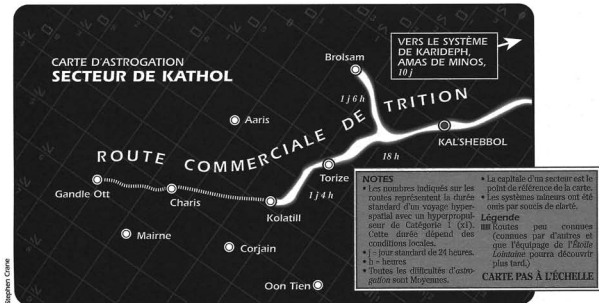 CARTE D'ASTROGATION
SECTEUR DE KATHOL
VERS LE SYSTÈME
DE KARIDEPH,
AMAS DE MINOS,
10 j
Brolsam
1 j 6 h
Aaris
ROUTE COMMERCIALE DE TRITION
KAL'SHEBBOL
18 h
Torize
1 j 4 h
Gandle Ott
Charis
Kolatill
Mairne
Corjain
Oon Tien
NOTES
• Les nombres indiqués sur les
routes représentent la durée
standard d'un voyage hyper-
spatial avec un hyperpropul-
seur de Catégorie 1 (x1).
Cette durée dépend des
conditions locales.
• j = jour standard de 24 heures.
• h = heures
• Toutes les difficultés d'astro-
gation sont Moyennes.
• La capitale d'un secteur est le
point de référence de la carte.
• Les systèmes mineurs ont été
omis par soucis de clarté.
Légende
Routes peu connues
(connues par d'autres et
que l'équipage de l'Étoile
Lointaine pourra découvrir
plus tard.)
CARTE PAS À L'ÉCHELLE
Stephen Crane